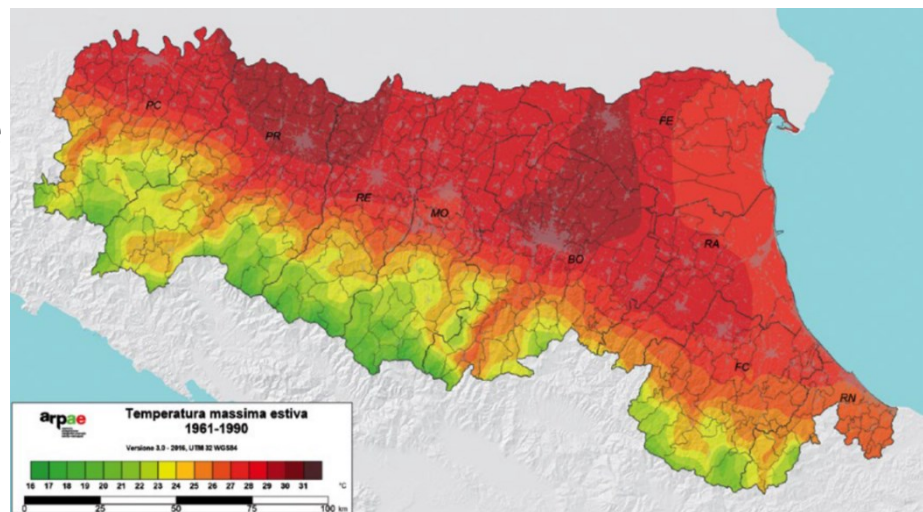 PC
PR
RE
MO
BO
FE
RA
FC
RN
arpae
Temperatura massima estiva
1961-1990
Versione 3.0 - 2016, UTM 32 WGS84
16 17 18 19 20 21 22 23 24 25 26 27 28 29 30 31 °C
0 25 50 75 100 km